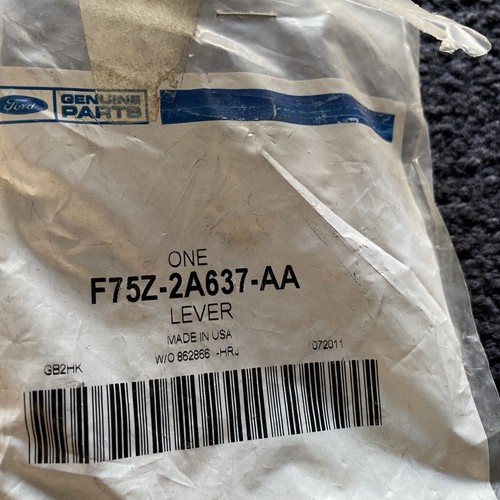 Ford
GENUINE
PARTS
ONE
F75Z-2A637-AA
LEVER
MADE IN USA
W/O 862866 -HRJ
072011
GB2HK